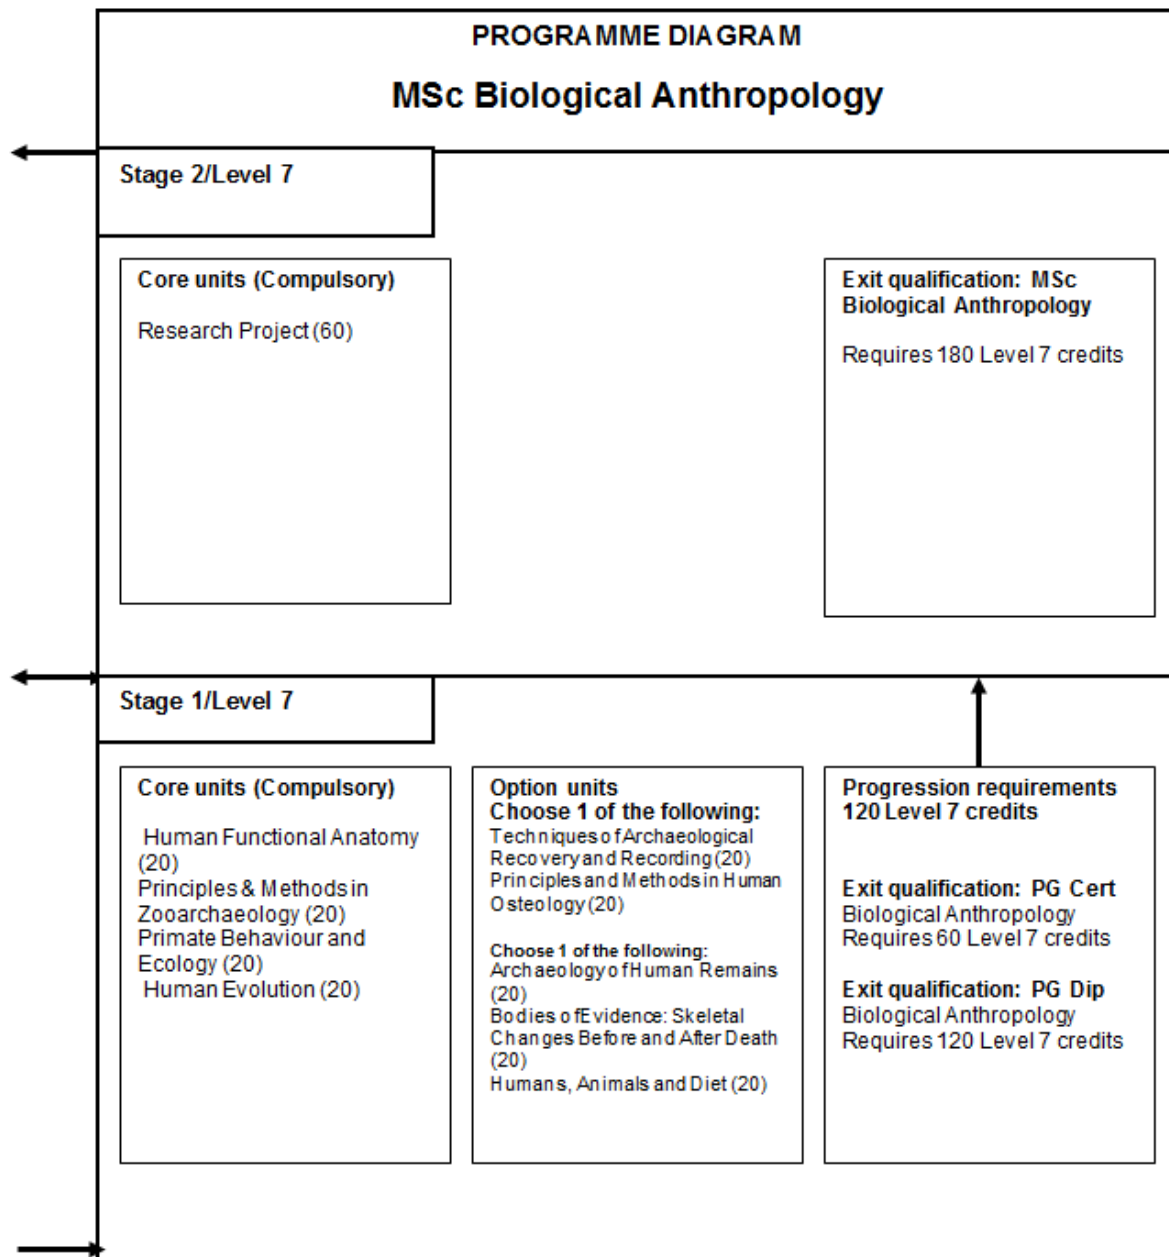 PROGRAMME DIAGRAM
MSc Biological Anthropology
Stage 2/Level 7
Core units (Compulsory)
Research Project (60)
Exit qualification: MSc
Biological Anthropology
Requires 180 Level 7 credits
Stage 1/Level 7
Core units (Compulsory)
Human Functional Anatomy
(20)
Principles & Methods in
Zooarchaeology (20)
Primate Behaviour and
Ecology (20)
Human Evolution (20)
Option units
Choose 1 of the following:
Techniques of Archaeological
Recovery and Recording (20)
Principles and Methods in Human
Osteology (20)
Choose 1 of the following:
Archaeology of Human Remains
(20)
Bodies of Evidence: Skeletal
Changes Before and After Death
(20)
Humans, Animals and Diet (20)
Progression requirements
120 Level 7 credits
Exit qualification: PG Cert
Biological Anthropology
Requires 60 Level 7 credits
Exit qualification: PG Dip
Biological Anthropology
Requires 120 Level 7 credits